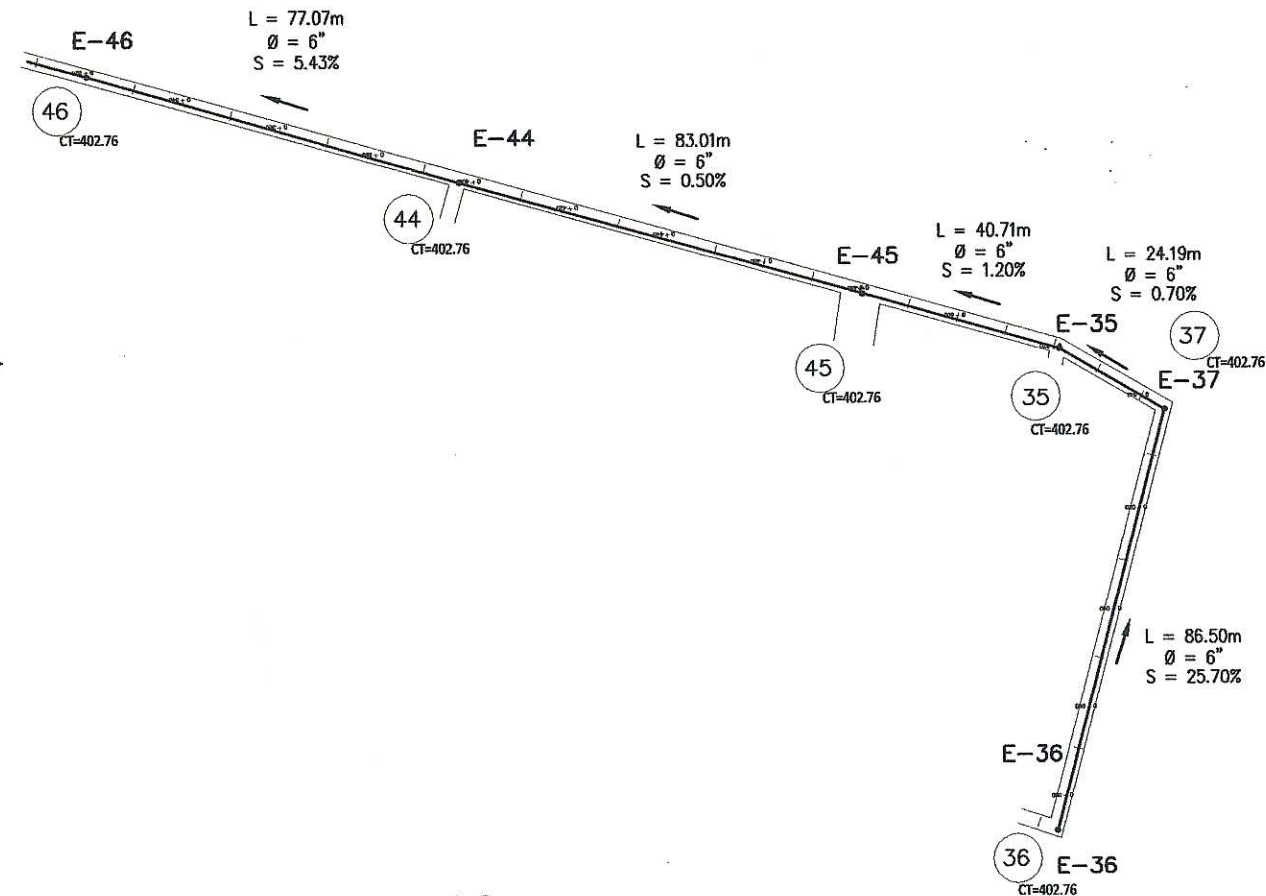 L = 77.07m
Ø = 6"
S = 5.43%
E-46
46
CT=402.76
E-44
L = 83.01m
Ø = 6"
S = 0.50%
44
CT=402.76
E-45
L = 40.71m
Ø = 6"
S = 1.20%
L = 24.19m
Ø = 6"
S = 0.70%
45
CT=402.76
E-35
37
CT=402.76
E-37
35
CT=402.76
L = 86.50m
Ø = 6"
S = 25.70%
E-36
36
E-36
CT=402.76